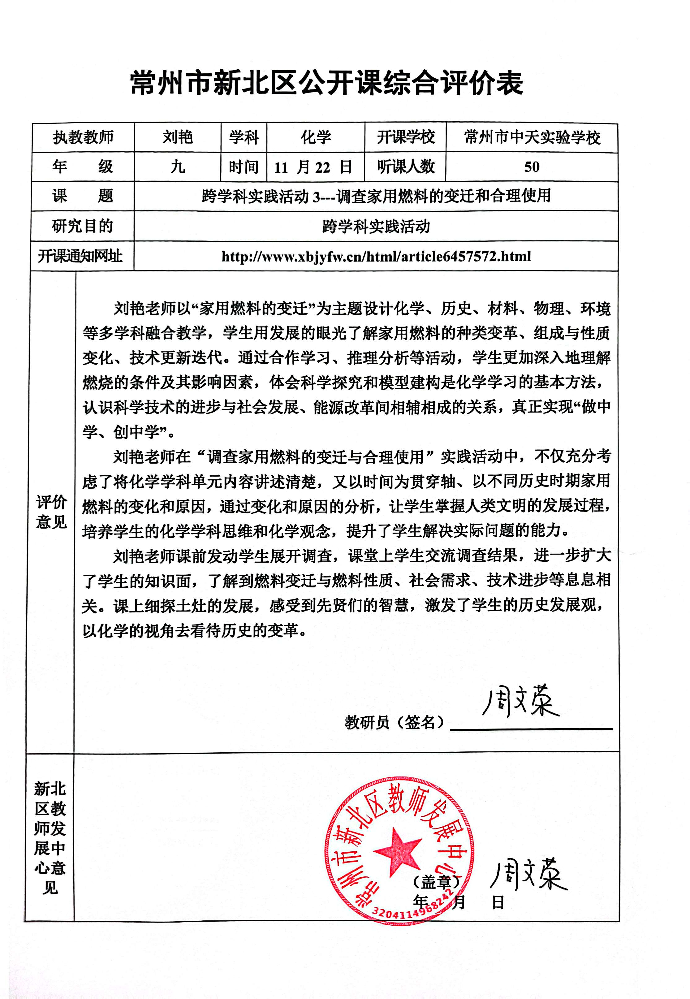 常州市新北区公开课综合评价表
执教教师 刘艳 学科 化学 开课学校 常州市中天实验学校
年 级 九 时间 11 月 22 日 听课人数 50
课 题 跨学科实践活动 3---调查家用燃料的变迁和合理使用
研究目的 跨学科实践活动
开课通知网址 http://www.xbjyfw.cn/html/article6457572.html
评价
意见
刘艳老师以“家用燃料的变迁”为主题设计化学、历史、材料、物理、环境
等多学科融合教学，学生用发展的眼光了解家用燃料的种类变革、组成与性质
变化、技术更新迭代。通过合作学习、推理分析等活动，学生更加深入地理解
燃烧的条件及其影响因素，体会科学探究和模型建构是化学学习的基本方法，
认识科学技术的进步与社会发展、能源改革间相辅相成的关系，真正实现“做中
学、创中学”。
刘艳老师在“调查家用燃料的变迁与合理使用”实践活动中，不仅充分考
虑了将化学学科单元内容讲述清楚，又以时间为贯穿轴、以不同历史时期家用
燃料的变化和原因，通过变化和原因的分析，让学生掌握人类文明的发展过程，
培养学生的化学学科思维和化学观念，提升了学生解决实际问题的能力。
刘艳老师课前发动学生展开调查，课堂上学生交流调查结果，进一步扩大
了学生的知识面，了解到燃料变迁与燃料性质、社会需求、技术进步等息息相
关。课上细探土灶的发展，感受到先贤们的智慧，激发了学生的历史发展观，
以化学的视角去看待历史的变革。
教研员（签名） 周文荣
新北
区教
师发
展中
心意
见
常州市新北区教师发展中心
3204114968242
（盖章） 周文荣
年 月 日